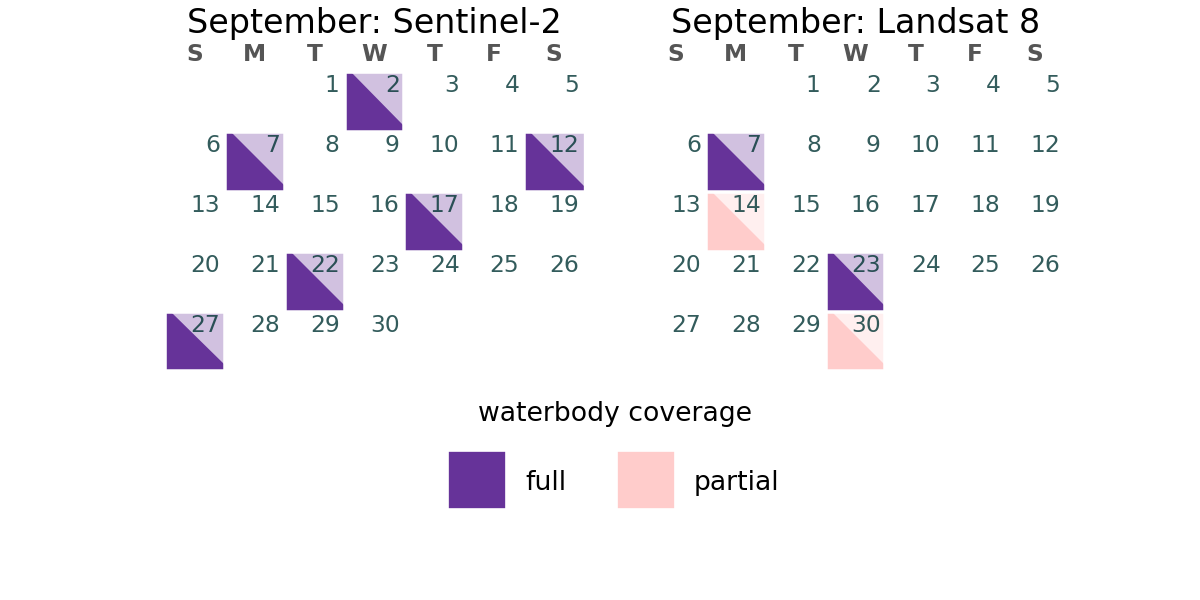 September: Sentinel-2
S M T W T F S
1 2 3 4 5
6 7 8 9 10 11 12
13 14 15 16 17 18 19
20 21 22 23 24 25 26
27 28 29 30
September: Landsat 8
S M T W T F S
1 2 3 4 5
6 7 8 9 10 11 12
13 14 15 16 17 18 19
20 21 22 23 24 25 26
27 28 29 30
waterbody coverage
full partial